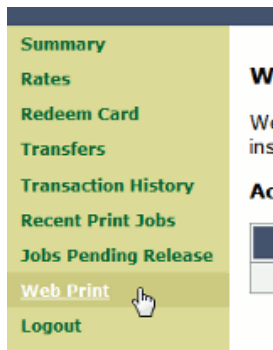 Summary
Rates
Redeem Card
Transfers
Transaction History
Recent Print Jobs
Jobs Pending Release
Web Print
Logout